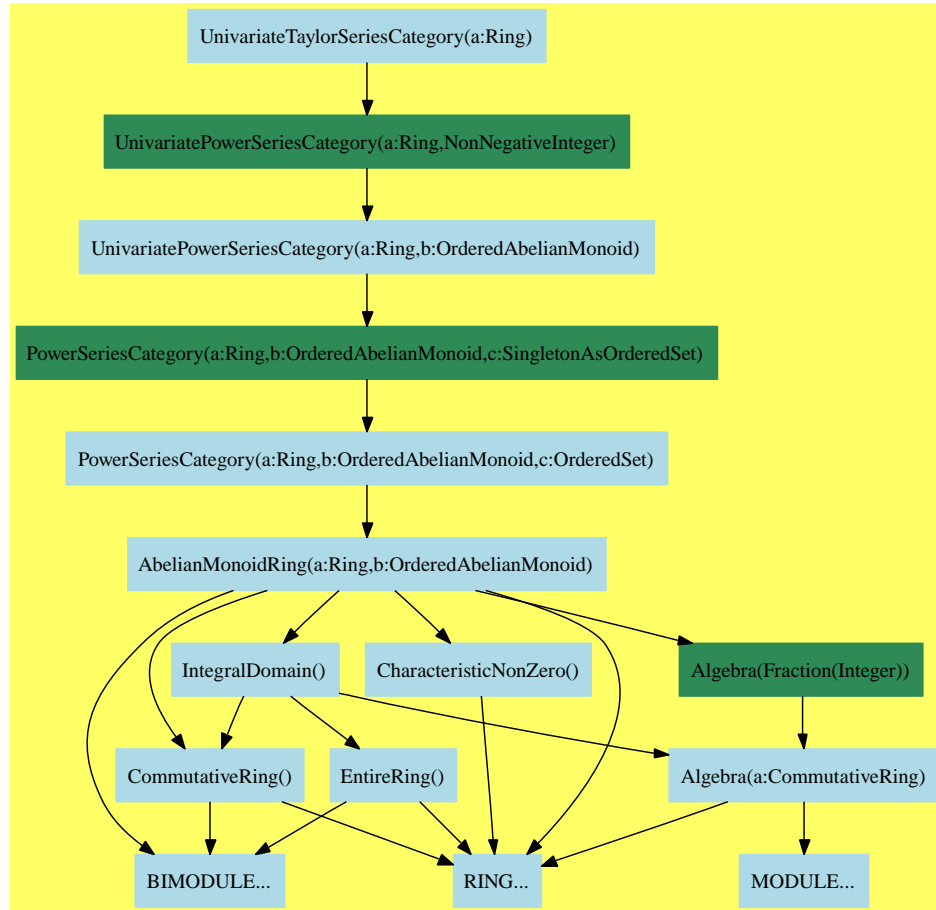 UnivariateTaylorSeriesCategory(a:Ring)
UnivariatePowerSeriesCategory(a:Ring,NonNegativeInteger)
UnivariatePowerSeriesCategory(a:Ring,b:OrderedAbelianMonoid)
PowerSeriesCategory(a:Ring,b:OrderedAbelianMonoid,c:SingletonAsOrderedSet)
PowerSeriesCategory(a:Ring,b:OrderedAbelianMonoid,c:OrderedSet)
AbelianMonoidRing(a:Ring,b:OrderedAbelianMonoid)
IntegralDomain()
CharacteristicNonZero()
Algebra(Fraction(Integer))
CommutativeRing()
EntireRing()
Algebra(a:CommutativeRing)
BIMODULE...
RING...
MODULE...